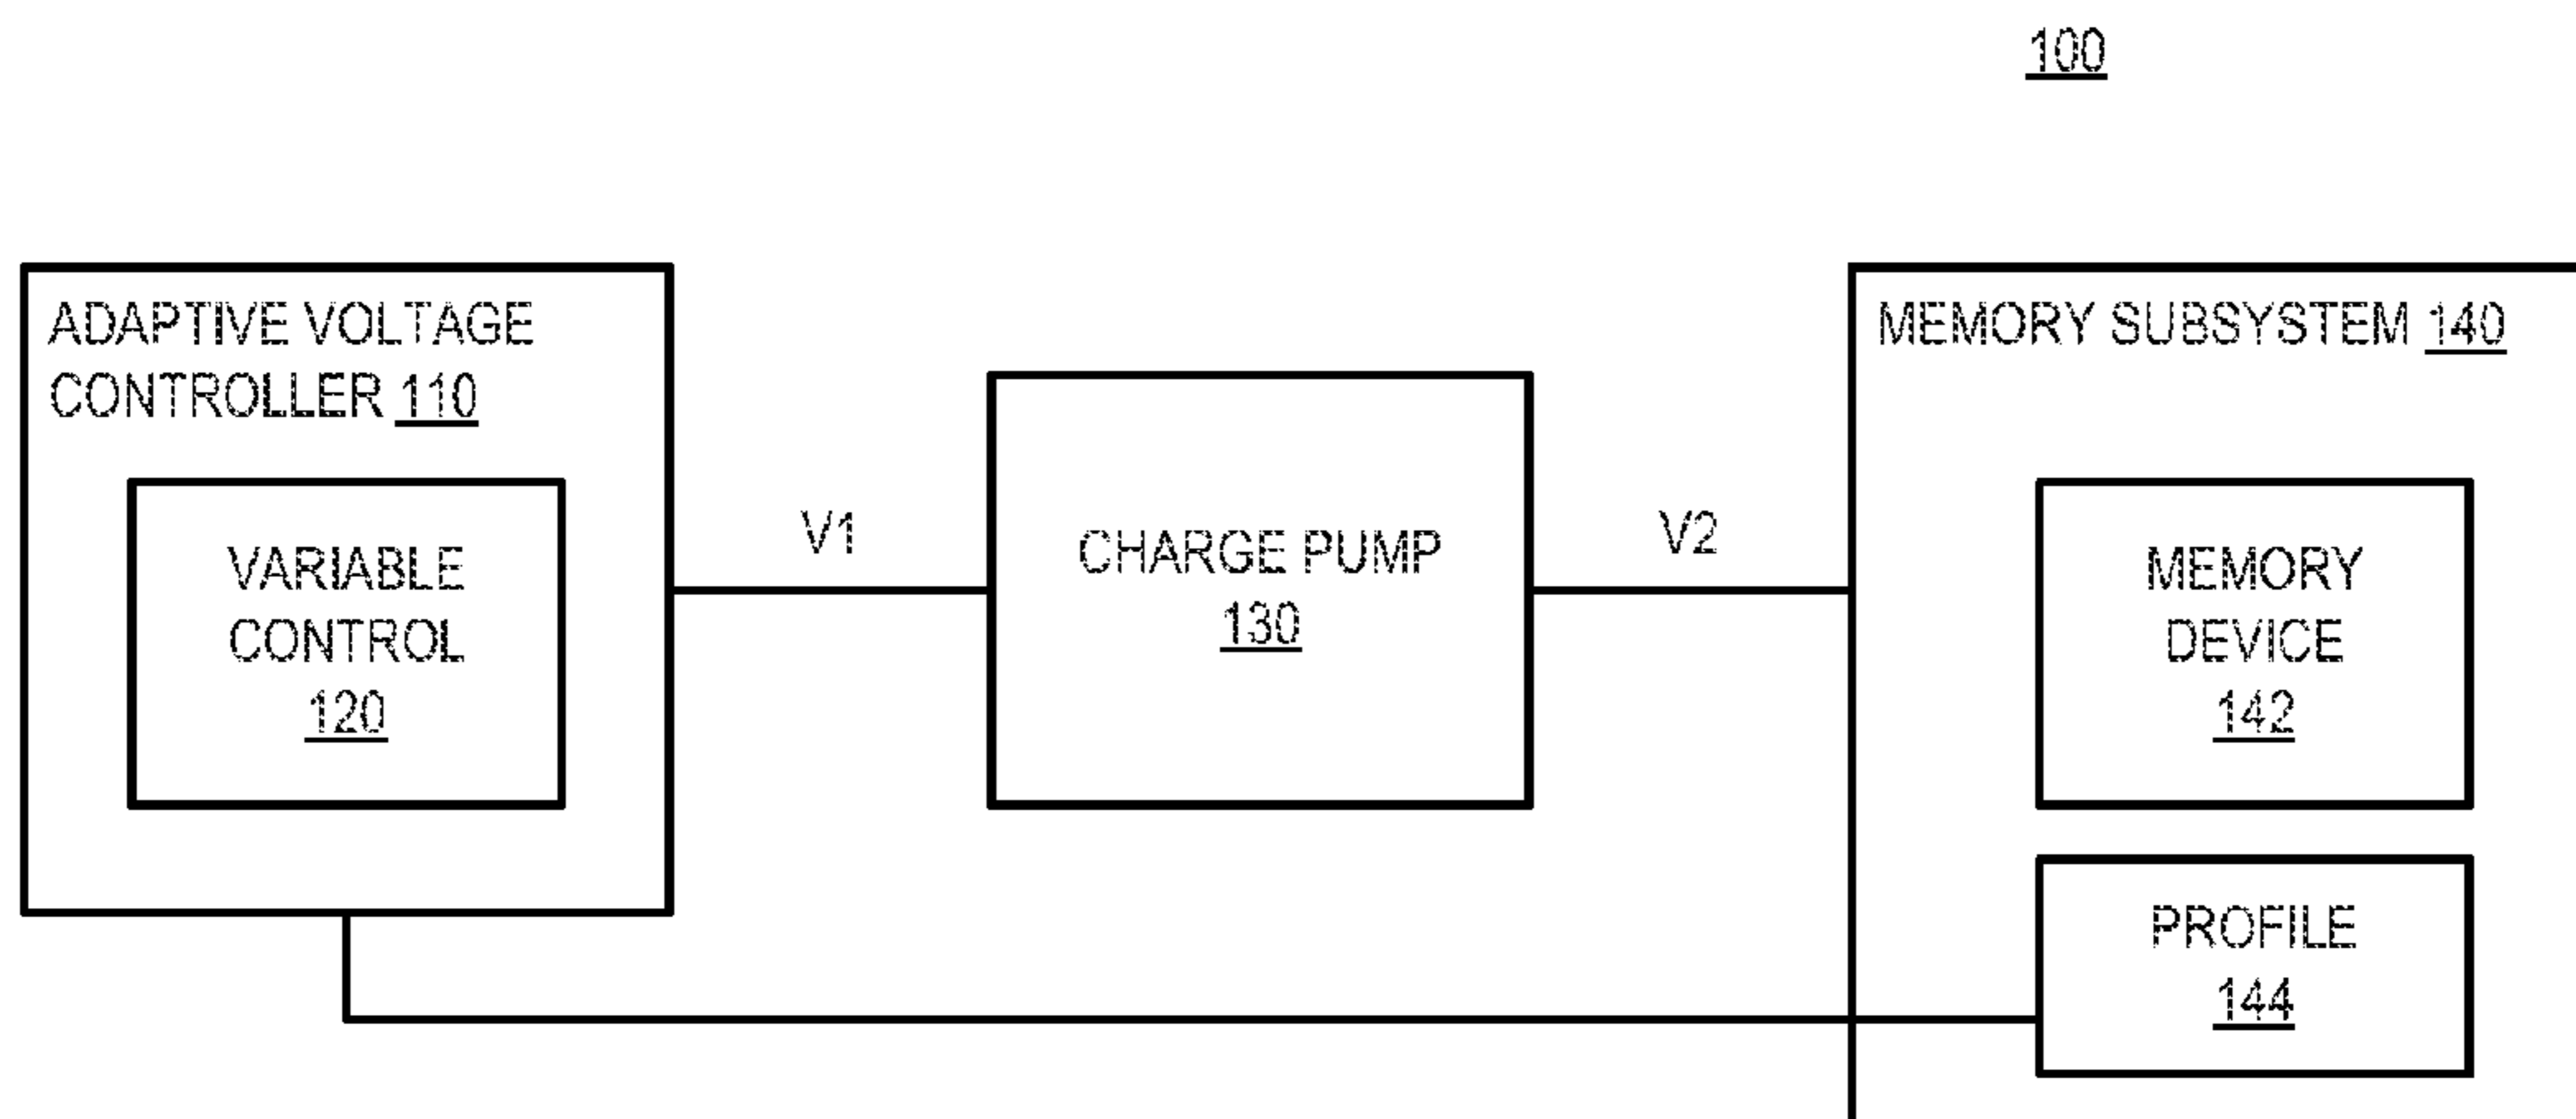 100
ADAPTIVE VOLTAGE
CONTROLLER 110
VARIABLE
CONTROL
120
V1
CHARGE PUMP
130
V2
MEMORY SUBSYSTEM 140
MEMORY
DEVICE
142
PROFILE
144